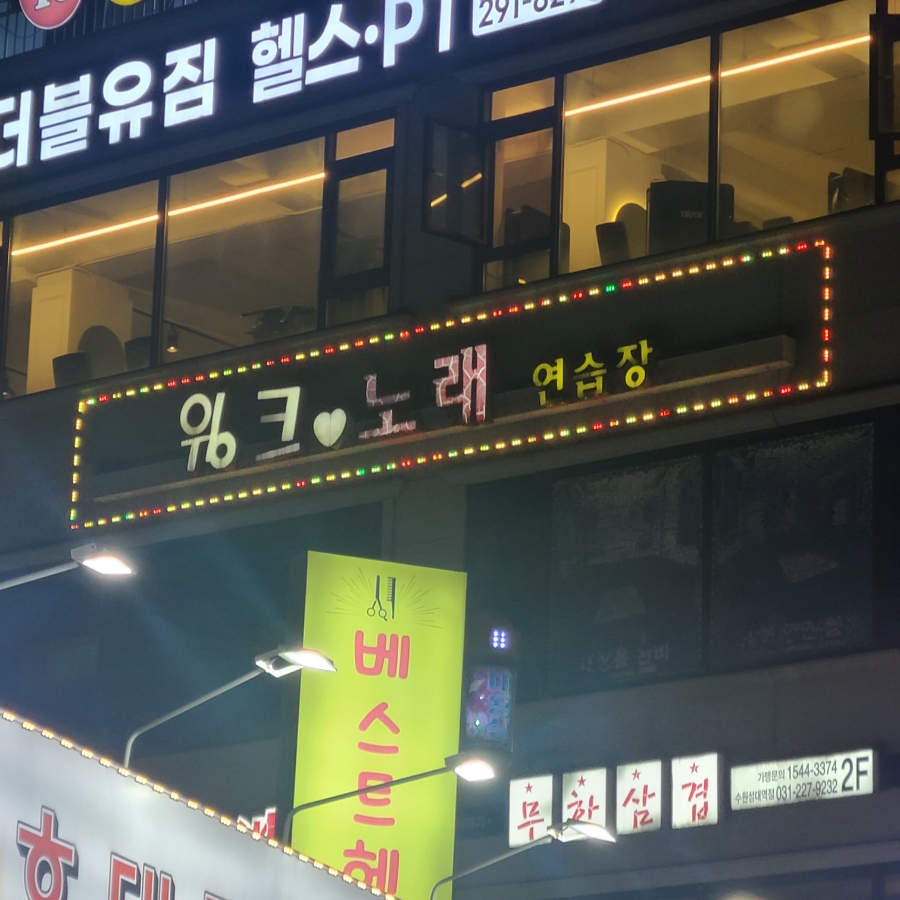 더블유짐 헬스·PT
윙크♥노래 연습장
베스트헤
무한삼겹
가맹문의 1544-3374
수원성대역점 031-227-9232
2F
홍대